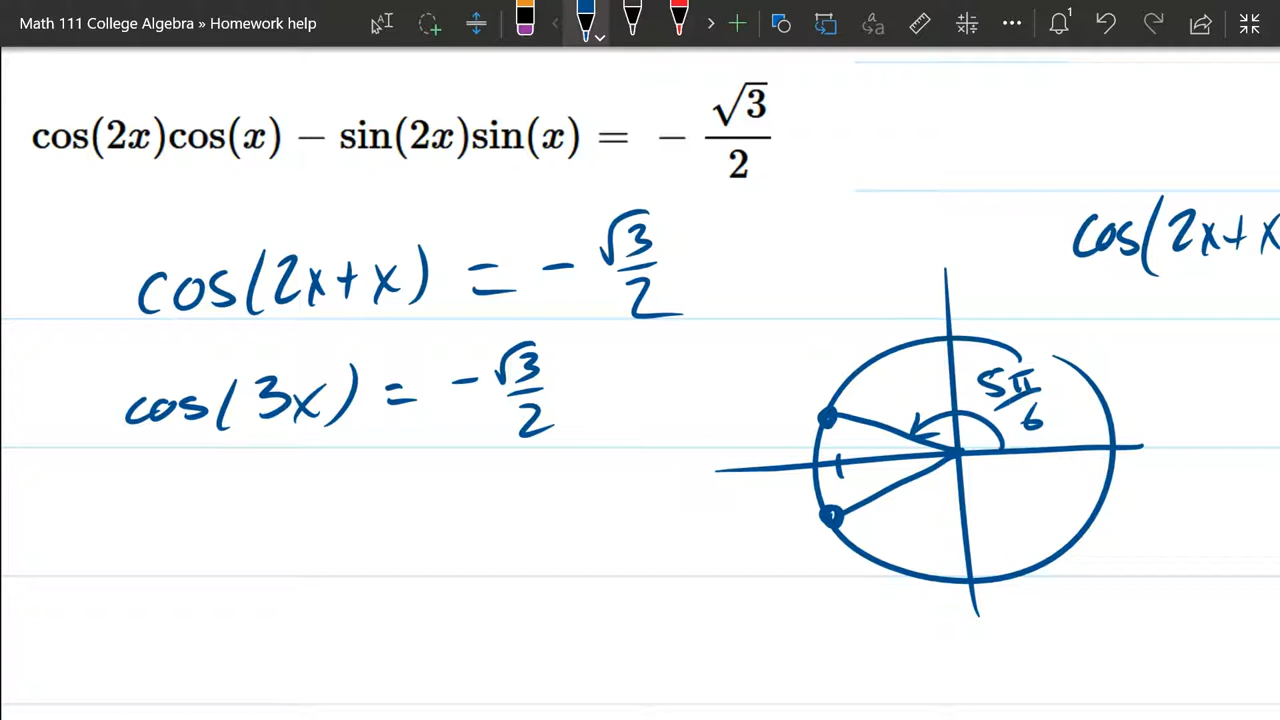 Math 111 College Algebra » Homework help
cos(2x)cos(x) − sin(2x)sin(x) = − √3/2
cos(2x+x) = − √3/2
cos(2x+x
cos(3x) = − √3/2
5π/6